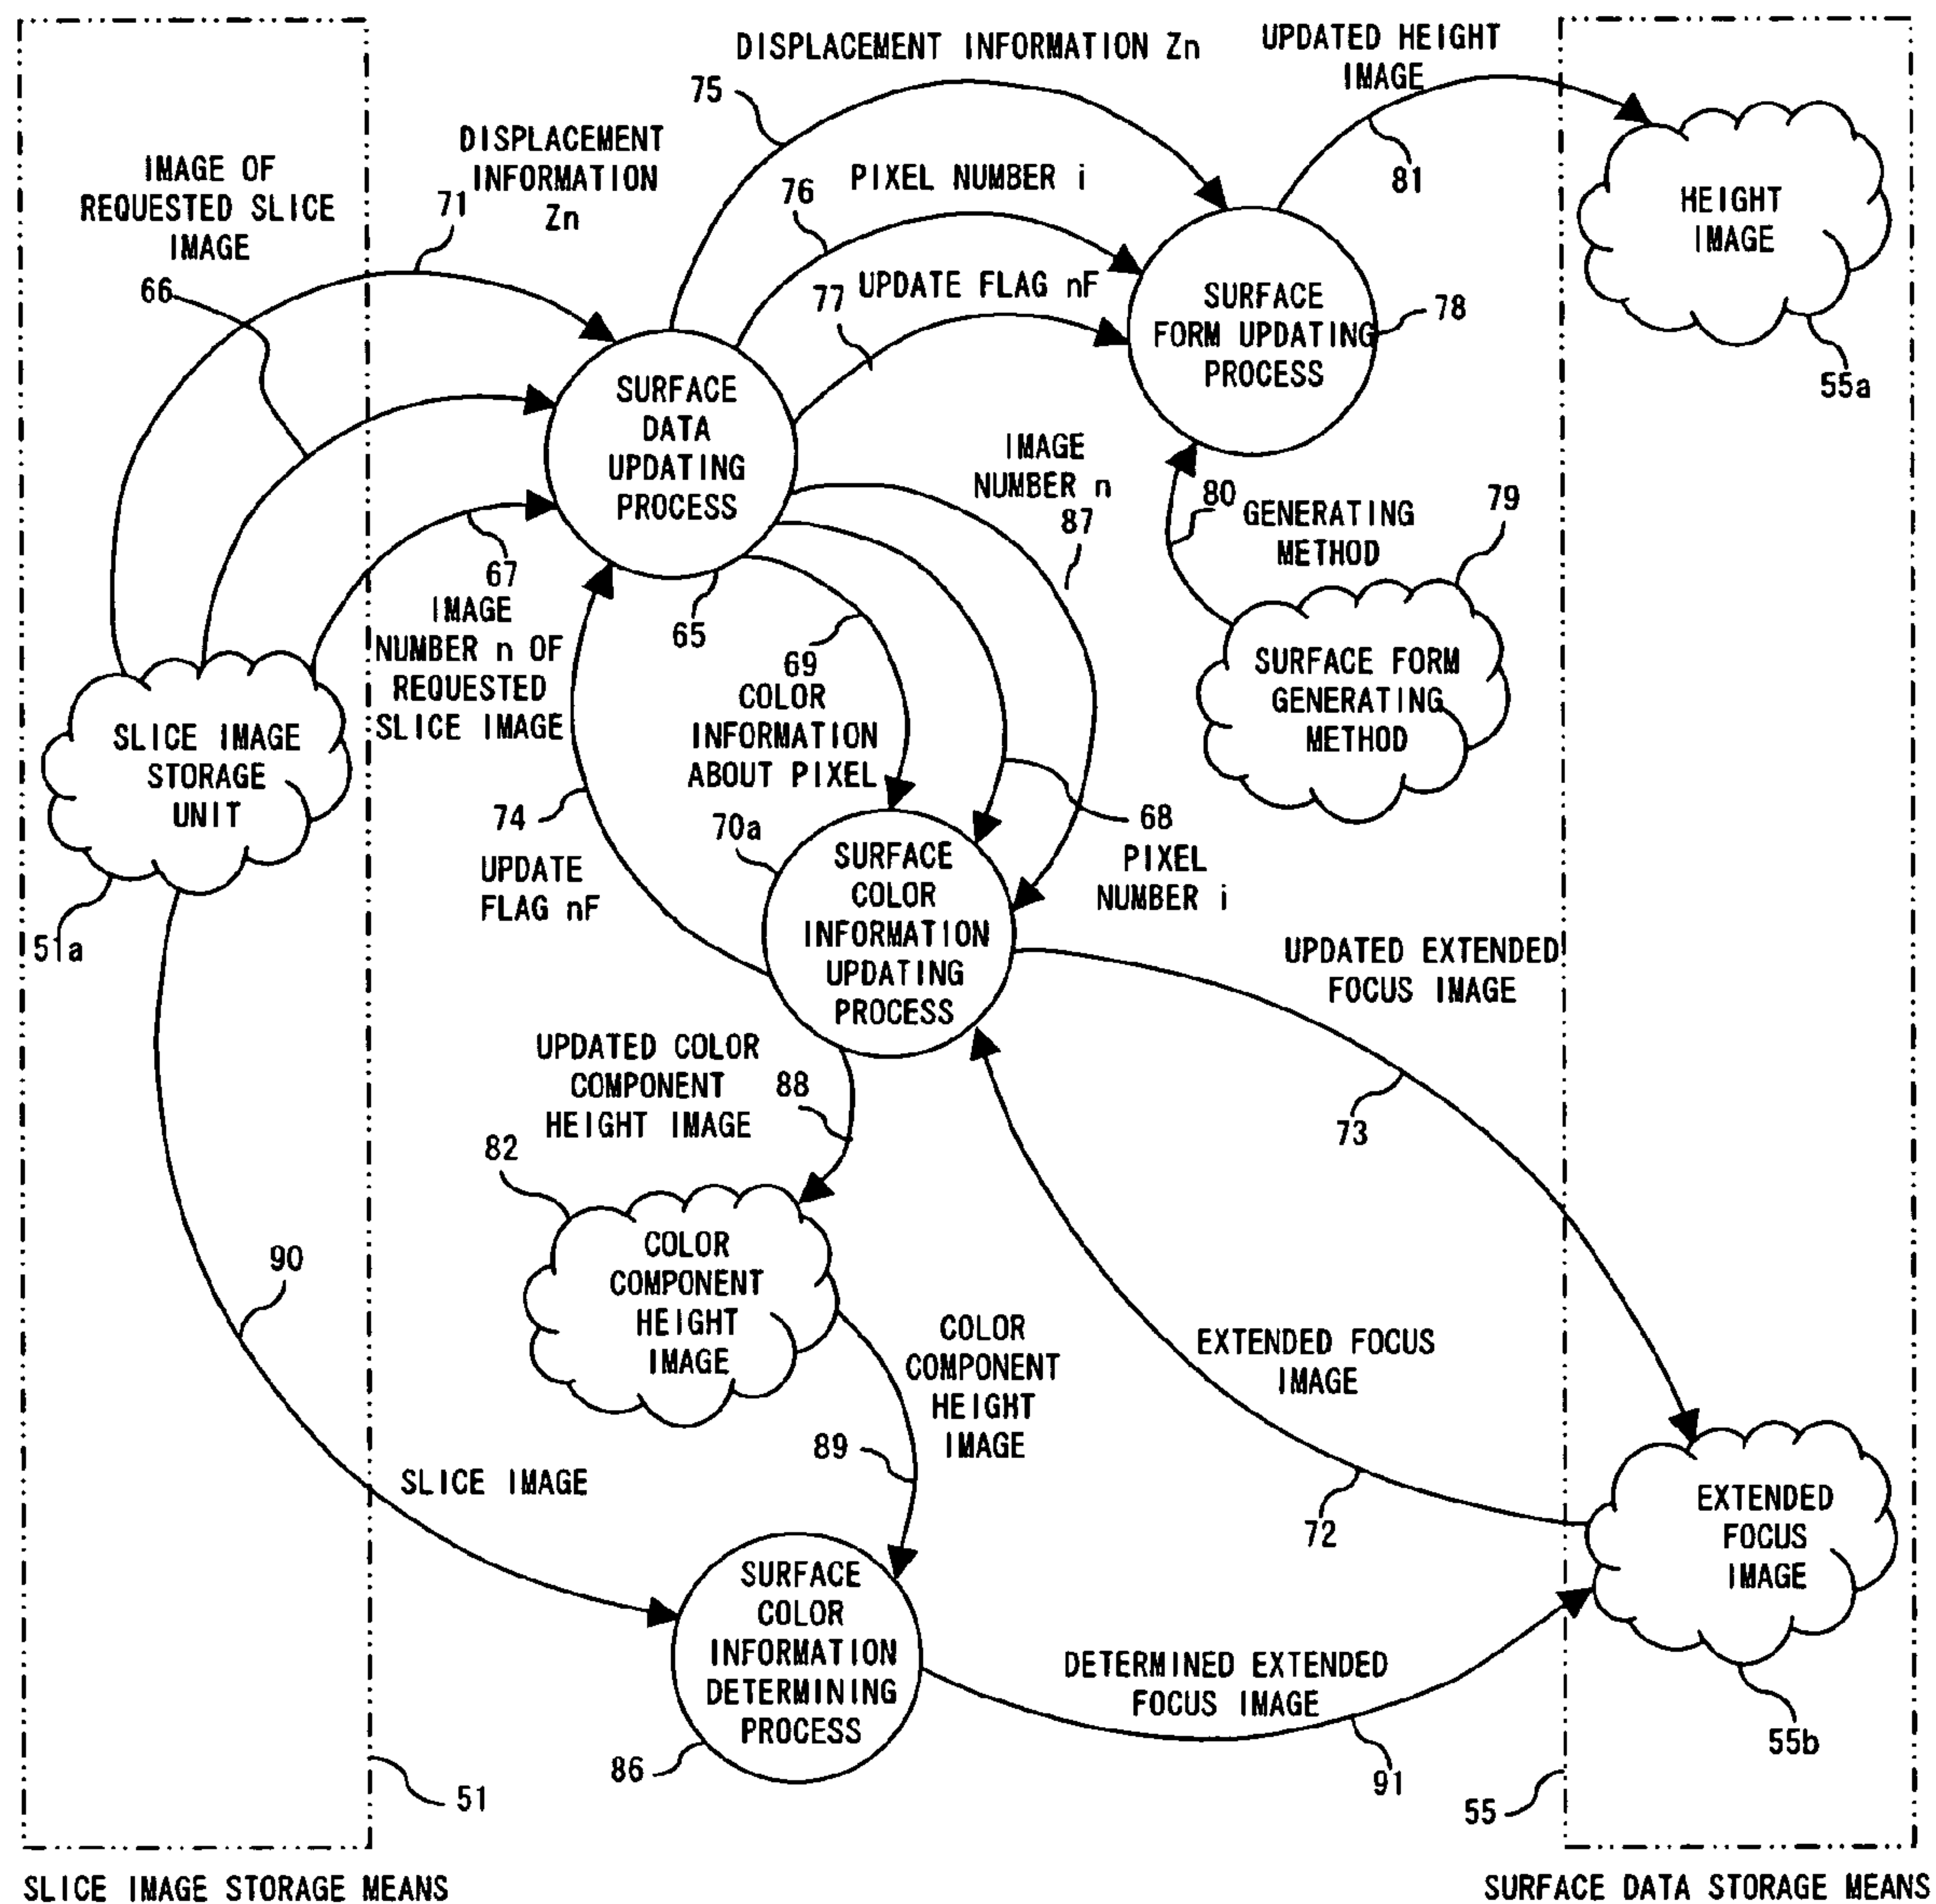 DISPLACEMENT INFORMATION Zn
75
UPDATED HEIGHT
IMAGE
81
DISPLACEMENT
INFORMATION
Zn
71
IMAGE OF
REQUESTED SLICE
IMAGE
66
76
PIXEL NUMBER i
77
UPDATE FLAG nF
HEIGHT
IMAGE
55a
SURFACE
FORM UPDATING
PROCESS
78
SURFACE
DATA
UPDATING
PROCESS
65
IMAGE
NUMBER n
87
80
GENERATING
METHOD
79
67
IMAGE
NUMBER n OF
REQUESTED
SLICE IMAGE
69
COLOR
INFORMATION
ABOUT PIXEL
SURFACE FORM
GENERATING
METHOD
SLICE IMAGE
STORAGE
UNIT
51a
74
UPDATE
FLAG nF
70a
68
PIXEL
NUMBER i
SURFACE
COLOR
INFORMATION
UPDATING
PROCESS
UPDATED EXTENDED
FOCUS IMAGE
73
UPDATED COLOR
COMPONENT
HEIGHT IMAGE
88
82
COLOR
COMPONENT
HEIGHT
IMAGE
90
COLOR
COMPONENT
HEIGHT
IMAGE
89
EXTENDED FOCUS
IMAGE
72
SLICE IMAGE
EXTENDED
FOCUS
IMAGE
55b
SURFACE
COLOR
INFORMATION
DETERMINING
PROCESS
86
DETERMINED EXTENDED
FOCUS IMAGE
91
51
55
SLICE IMAGE STORAGE MEANS
SURFACE DATA STORAGE MEANS